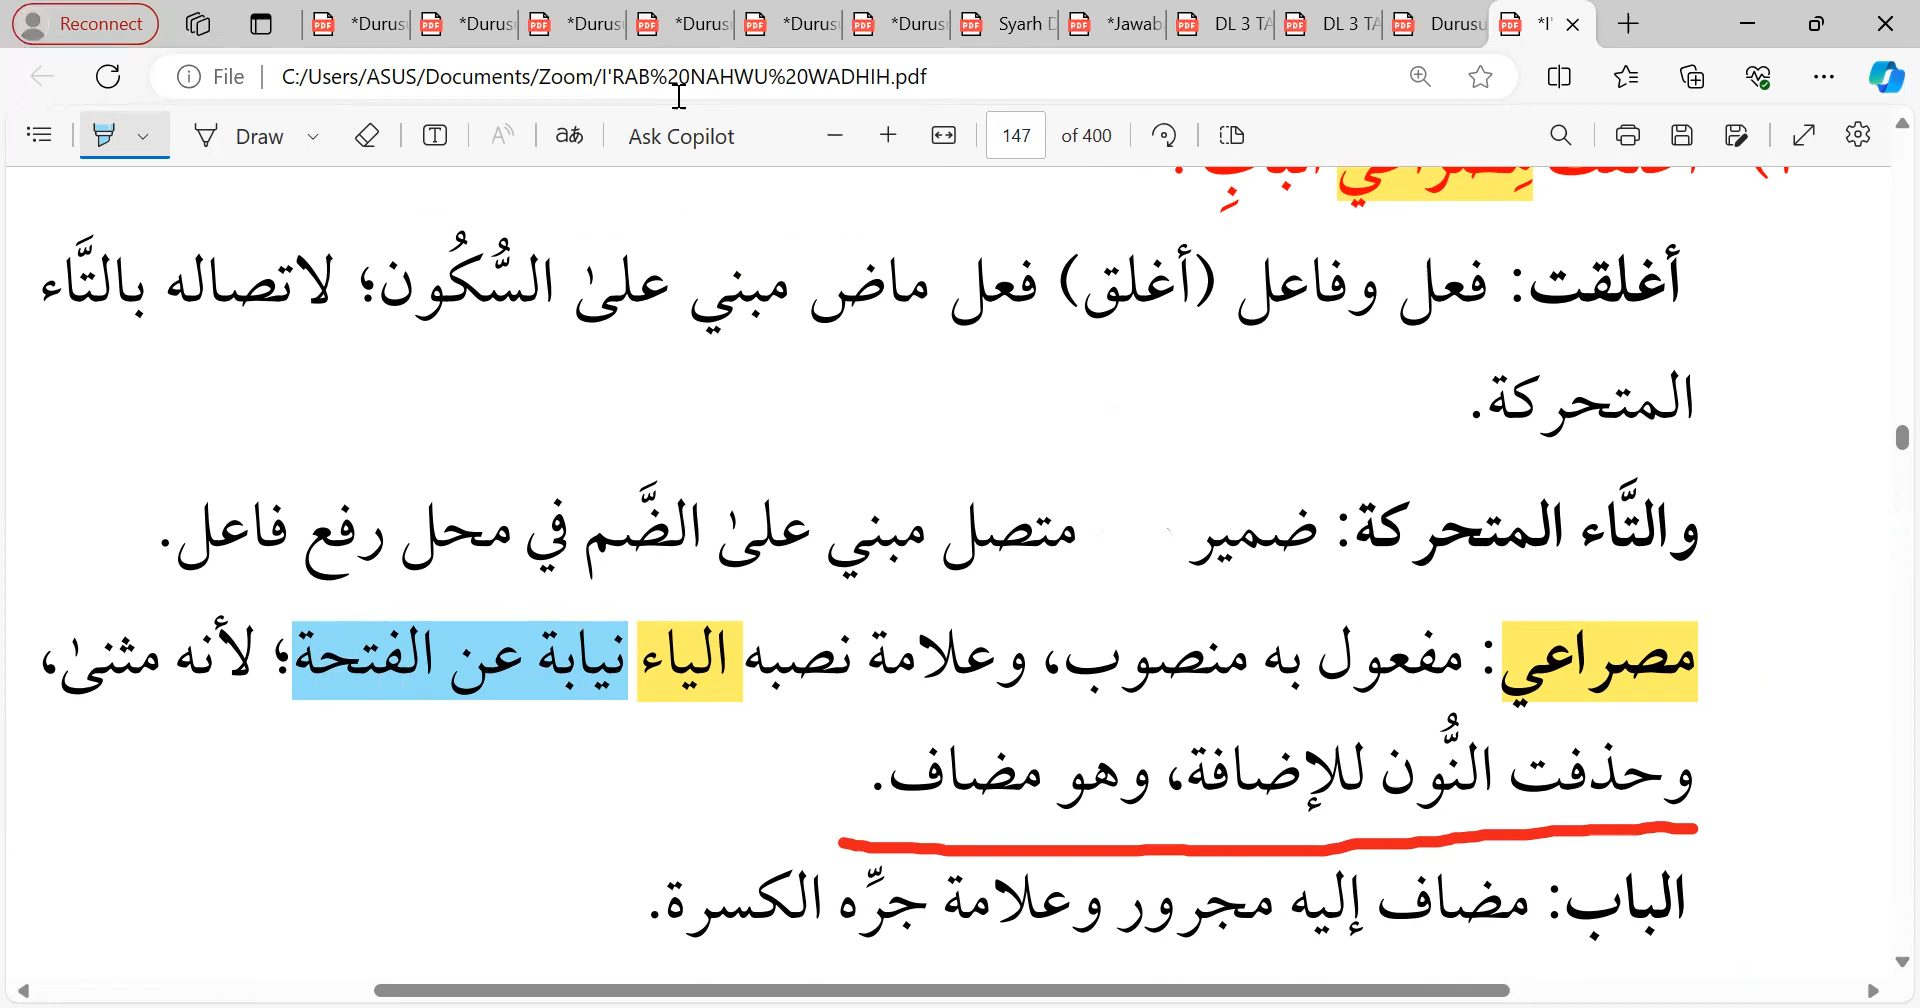 Reconnect
*Durus *Durus *Durus *Durus *Durus *Durus Syarh D *Jawab DL 3 TA DL 3 TA Durusu *I'
File C:/Users/ASUS/Documents/Zoom/I'RAB%20NAHWU%20WADHIH.pdf
Draw Ask Copilot 147 of 400
مِصراعي البابِ
أغلقت: فعل وفاعل (أغلق) فعل ماض مبني علىٰ السُّكُون؛ لاتصاله بالتَّاء
المتحركة.
والتَّاء المتحركة: ضمير متصل مبني علىٰ الضَّم في محل رفع فاعل.
مصراعي: مفعول به منصوب، وعلامة نصبه الياء نيابة عن الفتحة؛ لأنه مثنىٰ،
وحذفت النُّون للإضافة، وهو مضاف.
الباب: مضاف إليه مجرور وعلامة جرِّه الكسرة.